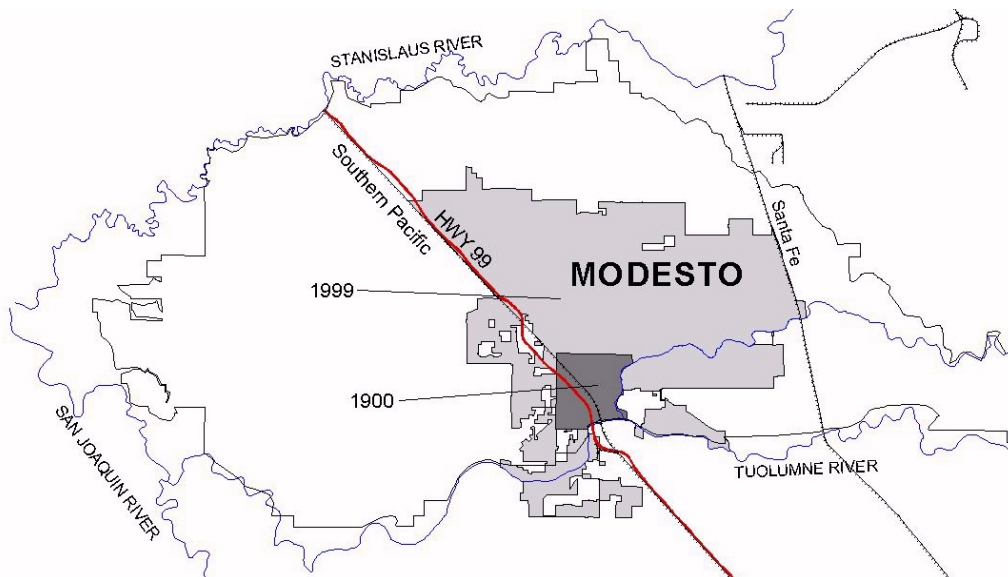 STANISLAUS RIVER
Southern Pacific
HWY 99
Santa Fe
MODESTO
1999
1900
SAN JOAQUIN RIVER
TUOLUMNE RIVER